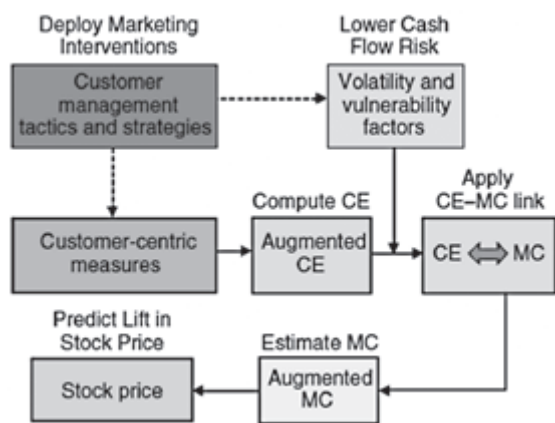 Deploy Marketing
Interventions
Customer
management
tactics and strategies
Lower Cash
Flow Risk
Volatility and
vulnerability
factors
Customer-centric
measures
Compute CE
Augmented
CE
Apply
CE–MC link
CE MC
Predict Lift in
Stock Price
Stock price
Estimate MC
Augmented
MC